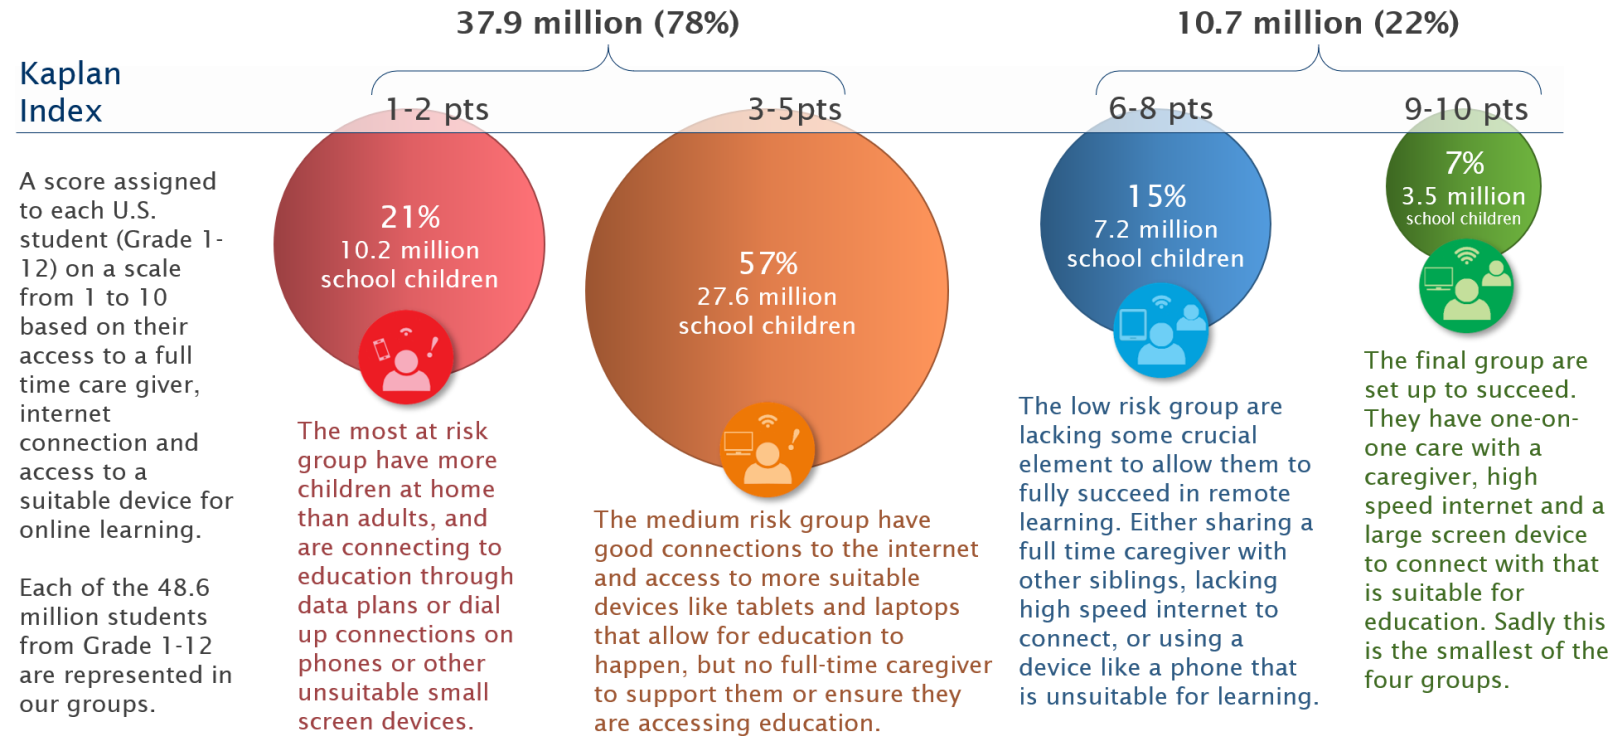 37.9 million (78%)
10.7 million (22%)
Kaplan
Index
1-2 pts
3-5pts
6-8 pts
9-10 pts
A score assigned
to each U.S.
student (Grade 1-
12) on a scale
from 1 to 10
based on their
access to a full
time care giver,
internet
connection and
access to a
suitable device for
online learning.
Each of the 48.6
million students
from Grade 1-12
are represented in
our groups.
21%
10.2 million
school children
The most at risk
group have more
children at home
than adults, and
are connecting to
education through
data plans or dial
up connections on
phones or other
unsuitable small
screen devices.
57%
27.6 million
school children
The medium risk group have
good connections to the internet
and access to more suitable
devices like tablets and laptops
that allow for education to
happen, but no full-time caregiver
to support them or ensure they
are accessing education.
15%
7.2 million
school children
The low risk group are
lacking some crucial
element to allow them to
fully succeed in remote
learning. Either sharing a
full time caregiver with
other siblings, lacking
high speed internet to
connect, or using a
device like a phone that
is unsuitable for learning.
7%
3.5 million
school children
The final group are
set up to succeed.
They have one-on-
one care with a
caregiver, high
speed internet and a
large screen device
to connect with that
is suitable for
education. Sadly this
is the smallest of the
four groups.